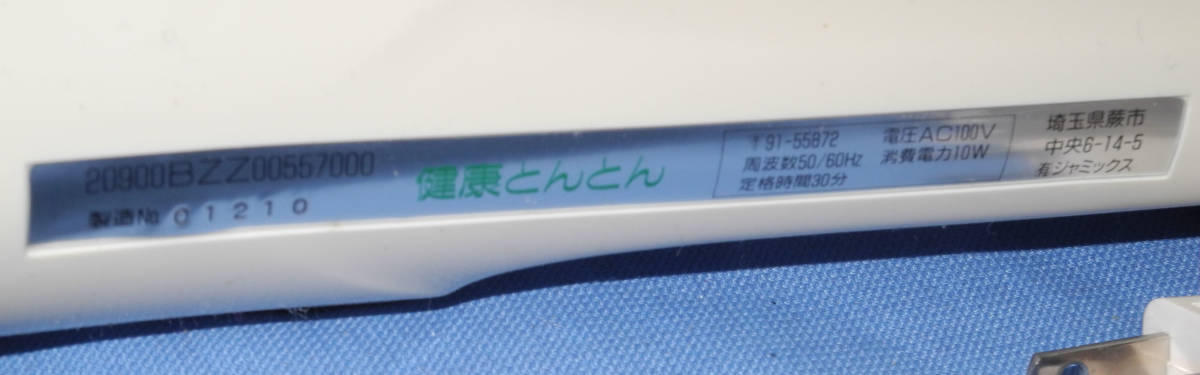 20900BZZ00557000
製造No. 01210
健康とんとん
〒91-55872
周波数50/60Hz
定格時間30分
電圧AC100V
消費電力10W
埼玉県蕨市
中央6-14-5
有ジャミックス